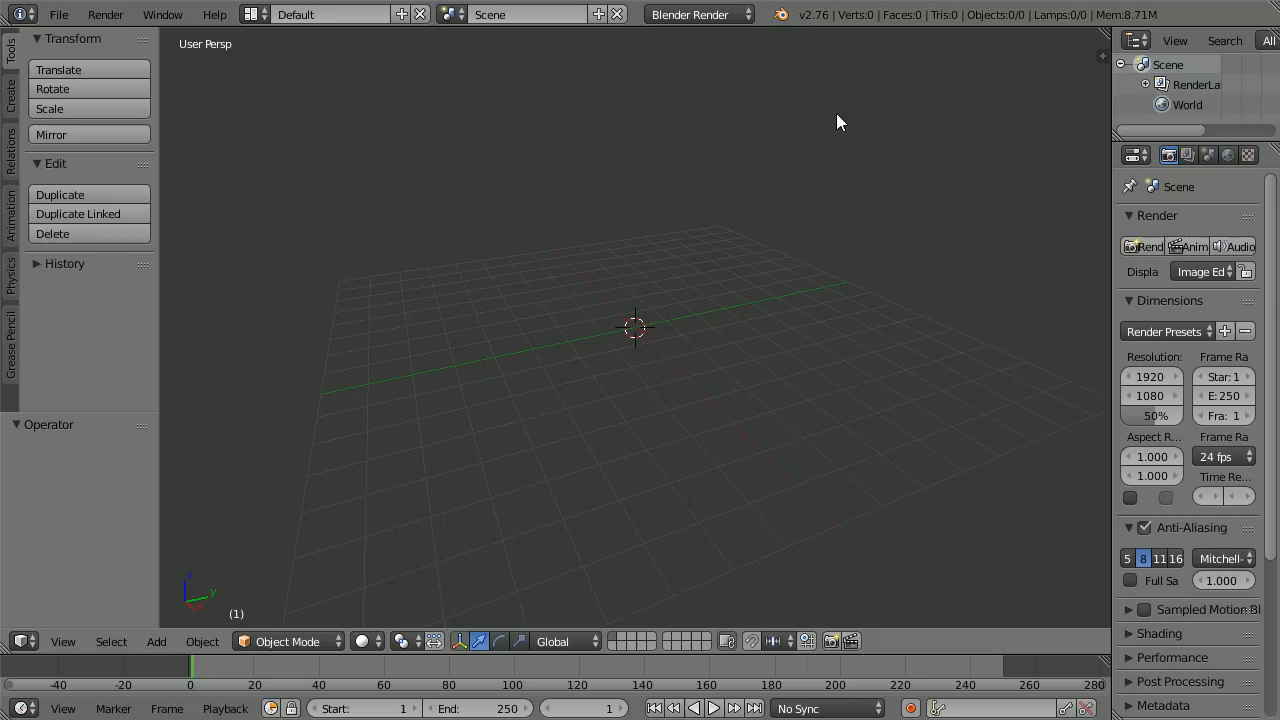 File Render Window Help Default Scene Blender Render v2.76 | Verts:0 | Faces:0 | Tris:0 | Objects:0/0 | Lamps:0/0 | Mem:8.71M
Tools
Create
Relations
Animation
Physics
Grease Pencil
Transform
Translate
Rotate
Scale
Mirror
Edit
Duplicate
Duplicate Linked
Delete
History
Operator
User Persp
z
y
x
(1)
View Search All
Scene
RenderLa
World
Scene
Render
Rend Anim Audio
Displa Image Ed
Dimensions
Render Presets
Resolution: Frame Ra
1920 Star: 1
1080 E: 250
50% Fra: 1
Aspect R... Frame Ra
1.000 24 fps
1.000 Time Re...
Anti-Aliasing
5 8 11 16 Mitchell-
Full Sa 1.000
Sampled Motion Bl
Shading
Performance
Post Processing
Metadata
View Select Add Object Object Mode Global
-40 -20 0 20 40 60 80 100 120 140 160 180 200 220 240 260 280
View Marker Frame Playback Start: 1 End: 250 1 No Sync